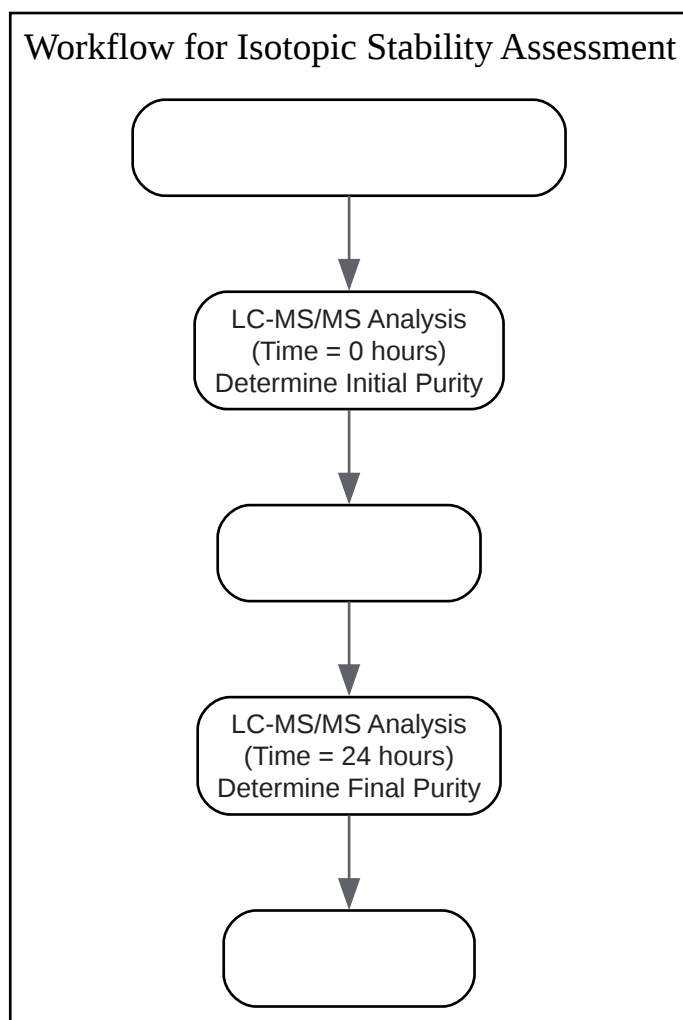 Workflow for Isotopic Stability Assessment
LC-MS/MS Analysis
(Time = 0 hours)
Determine Initial Purity
LC-MS/MS Analysis
(Time = 24 hours)
Determine Final Purity